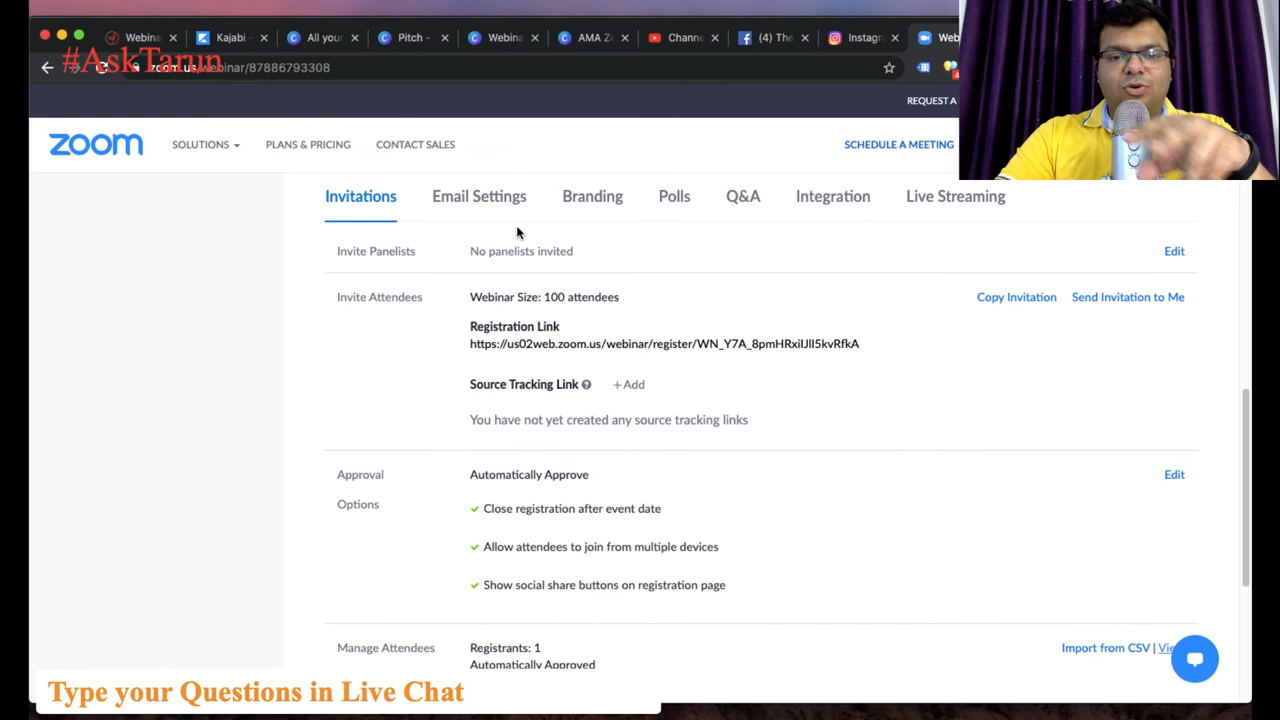 Webina
Kajabi -
All your
Pitch -
Webina
AMA Ze
Channe
(4) The
Instagr
Web
#AskTarun
zoom.us/webinar/87886793308
REQUEST A
zoom
SOLUTIONS
PLANS & PRICING
CONTACT SALES
SCHEDULE A MEETING
Invitations
Email Settings
Branding
Polls
Q&A
Integration
Live Streaming
Invite Panelists
No panelists invited
Edit
Invite Attendees
Webinar Size: 100 attendees
Copy Invitation
Send Invitation to Me
Registration Link
https://us02web.zoom.us/webinar/register/WN_Y7A_8pmHRxiIJlI5kvRfkA
Source Tracking Link
+ Add
You have not yet created any source tracking links
Approval
Automatically Approve
Edit
Options
Close registration after event date
Allow attendees to join from multiple devices
Show social share buttons on registration page
Manage Attendees
Registrants: 1
Import from CSV |
Automatically Approved
Type your Questions in Live Chat